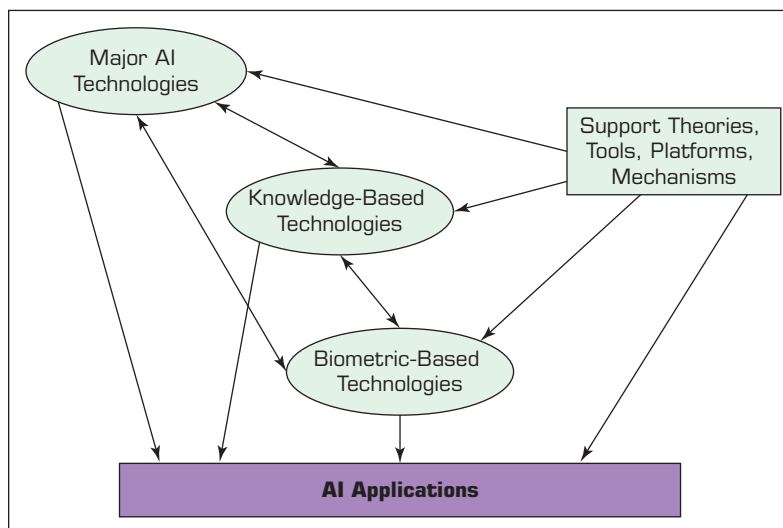 Major AI
Technologies
Support Theories,
Tools, Platforms,
Mechanisms
Knowledge-Based
Technologies
Biometric-Based
Technologies
AI Applications